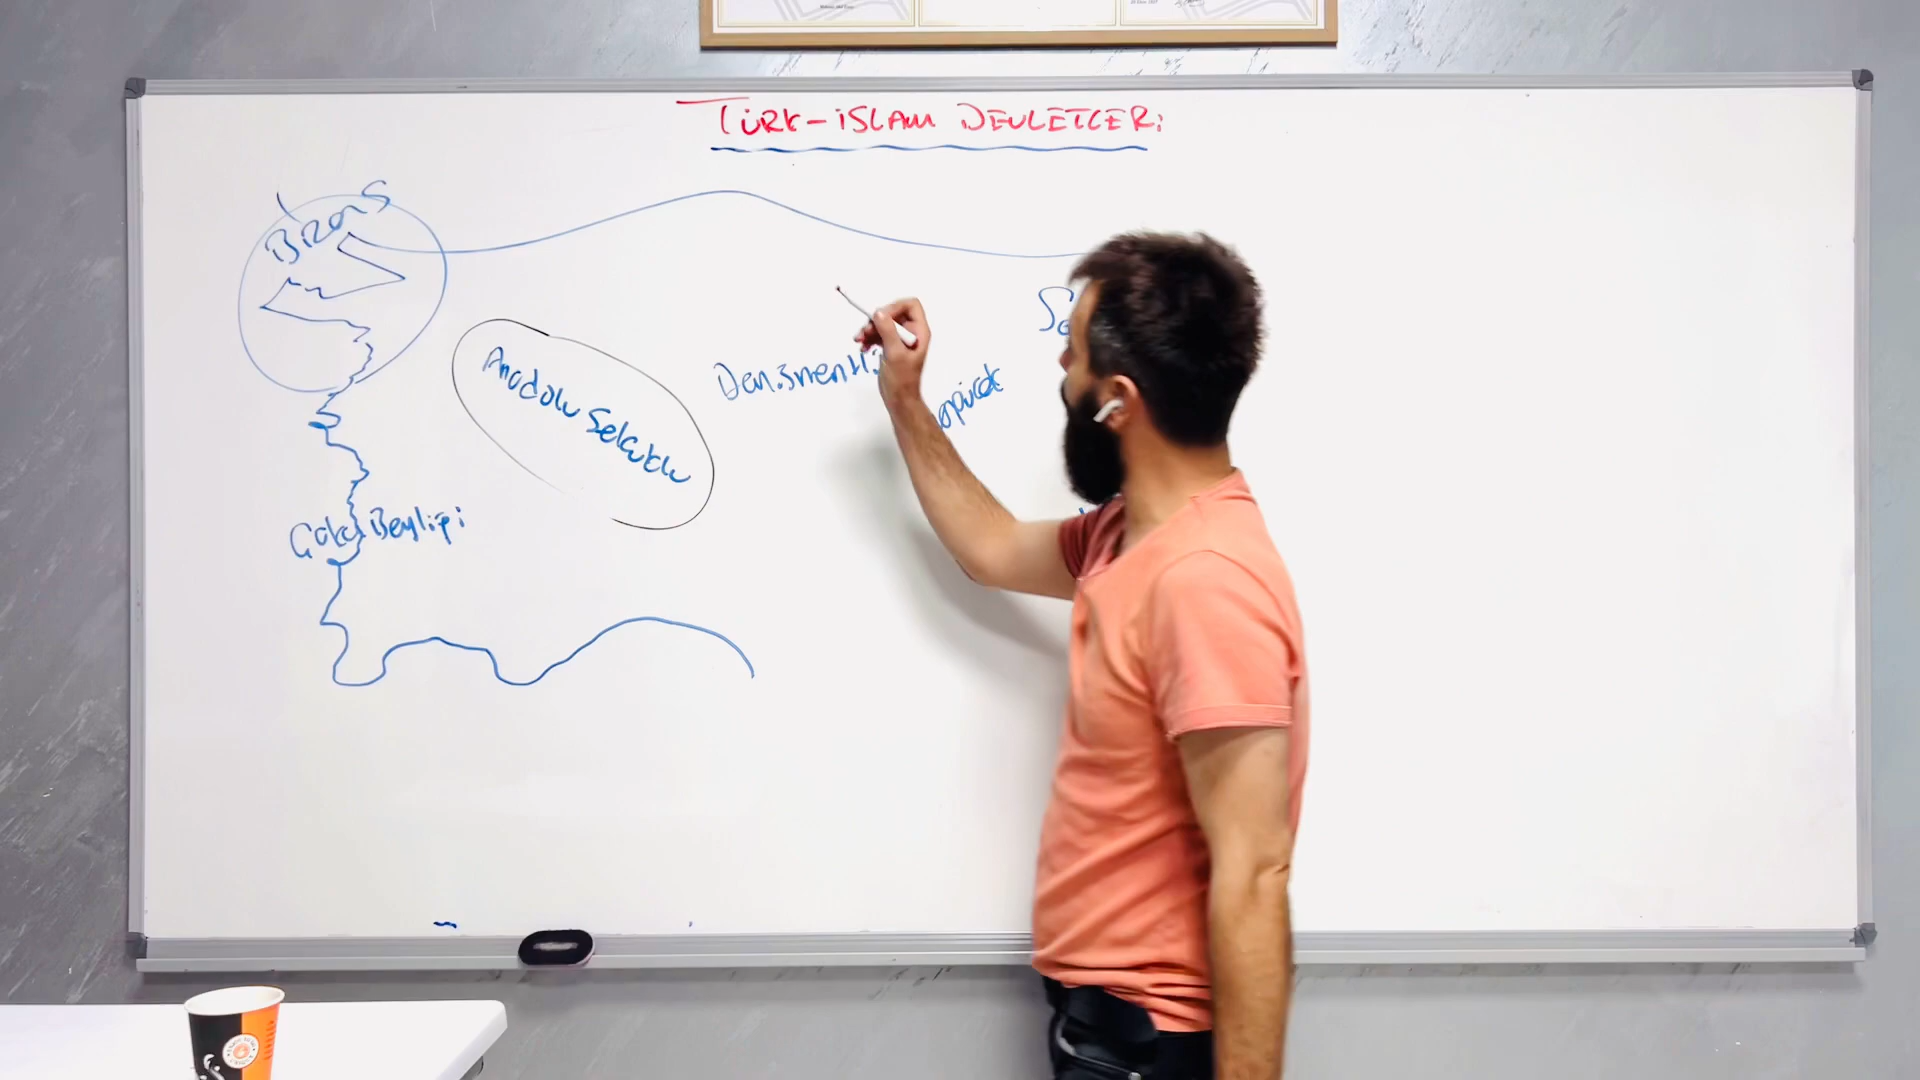 TÜRK-İSLAM DEVLETLERİ
Bizans
Anadolu Selçuklu
Danişmentli
Çaka Beyliği